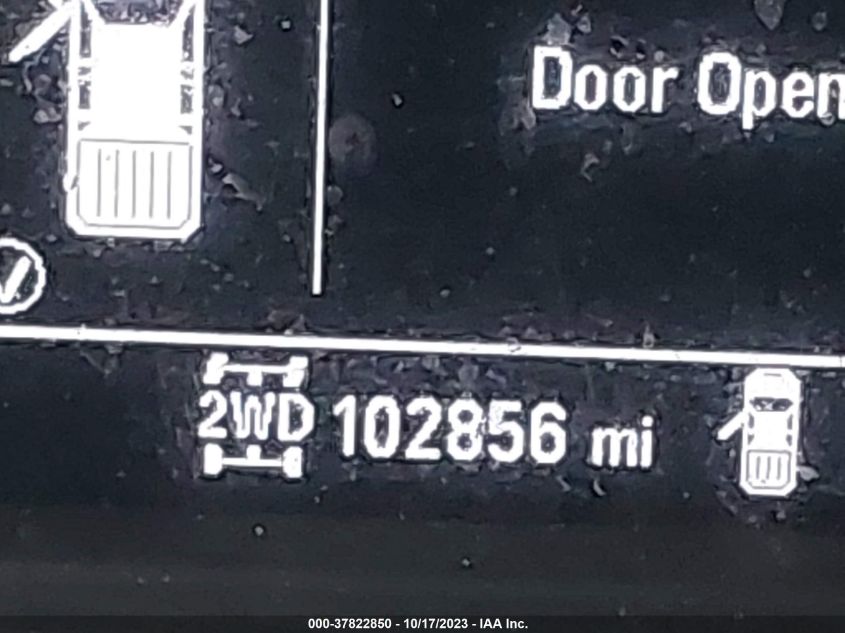 Door Open
2WD 102856 mi
000-37822850 - 10/17/2023 - IAA Inc.